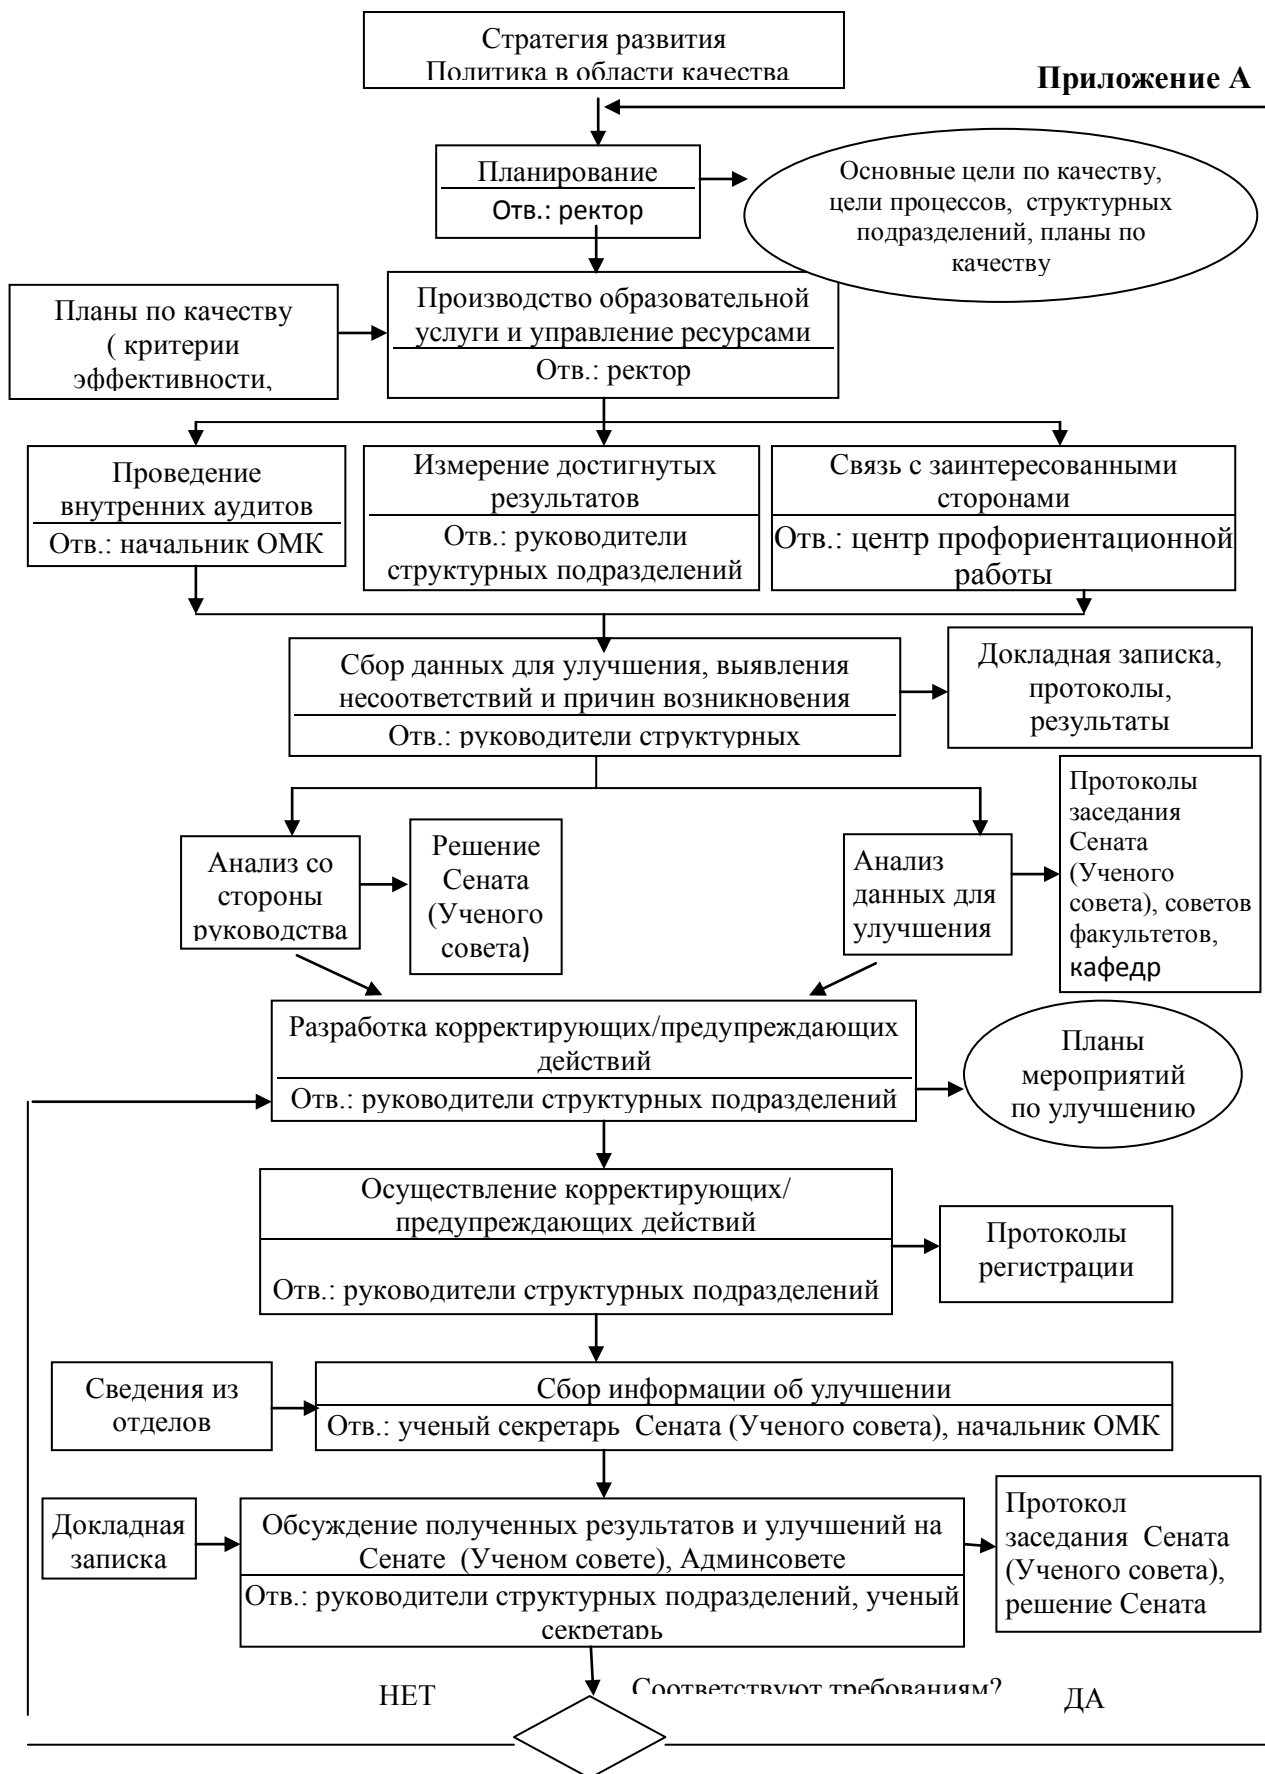 Стратегия развития
Политика в области качества
Приложение А
Планирование
Отв.: ректор
Основные цели по качеству,
цели процессов, структурных
подразделений, планы по
качеству
Производство образовательной
услуги и управление ресурсами
Отв.: ректор
Планы по качеству
( критерии
эффективности,
Проведение
внутренних аудитов
Отв.: начальник ОМК
Измерение достигнутых
результатов
Отв.: руководители
структурных подразделений
Связь с заинтересованными
сторонами
Отв.: центр профориентационной
работы
Сбор данных для улучшения, выявления
несоответствий и причин возникновения
Отв.: руководители структурных
Докладная записка,
протоколы,
результаты
Анализ со
стороны
руководства
Решение
Сената
(Ученого
совета)
Анализ
данных для
улучшения
Протоколы
заседания
Сената
(Ученого
совета), советов
факультетов,
кафедр
Разработка корректирующих/предупреждающих
действий
Отв.: руководители структурных подразделений
Планы
мероприятий
по улучшению
Осуществление корректирующих/
предупреждающих действий
Отв.: руководители структурных подразделений
Протоколы
регистрации
Сведения из
отделов
Сбор информации об улучшении
Отв.: ученый секретарь Сената (Ученого совета), начальник ОМК
Докладная
записка
Обсуждение полученных результатов и улучшений на
Сенате (Ученом совете), Админсовете
Отв.: руководители структурных подразделений, ученый
секретарь
Протокол
заседания Сената
(Ученого совета),
решение Сената
НЕТ
Соответствуют требованиям?
ДА